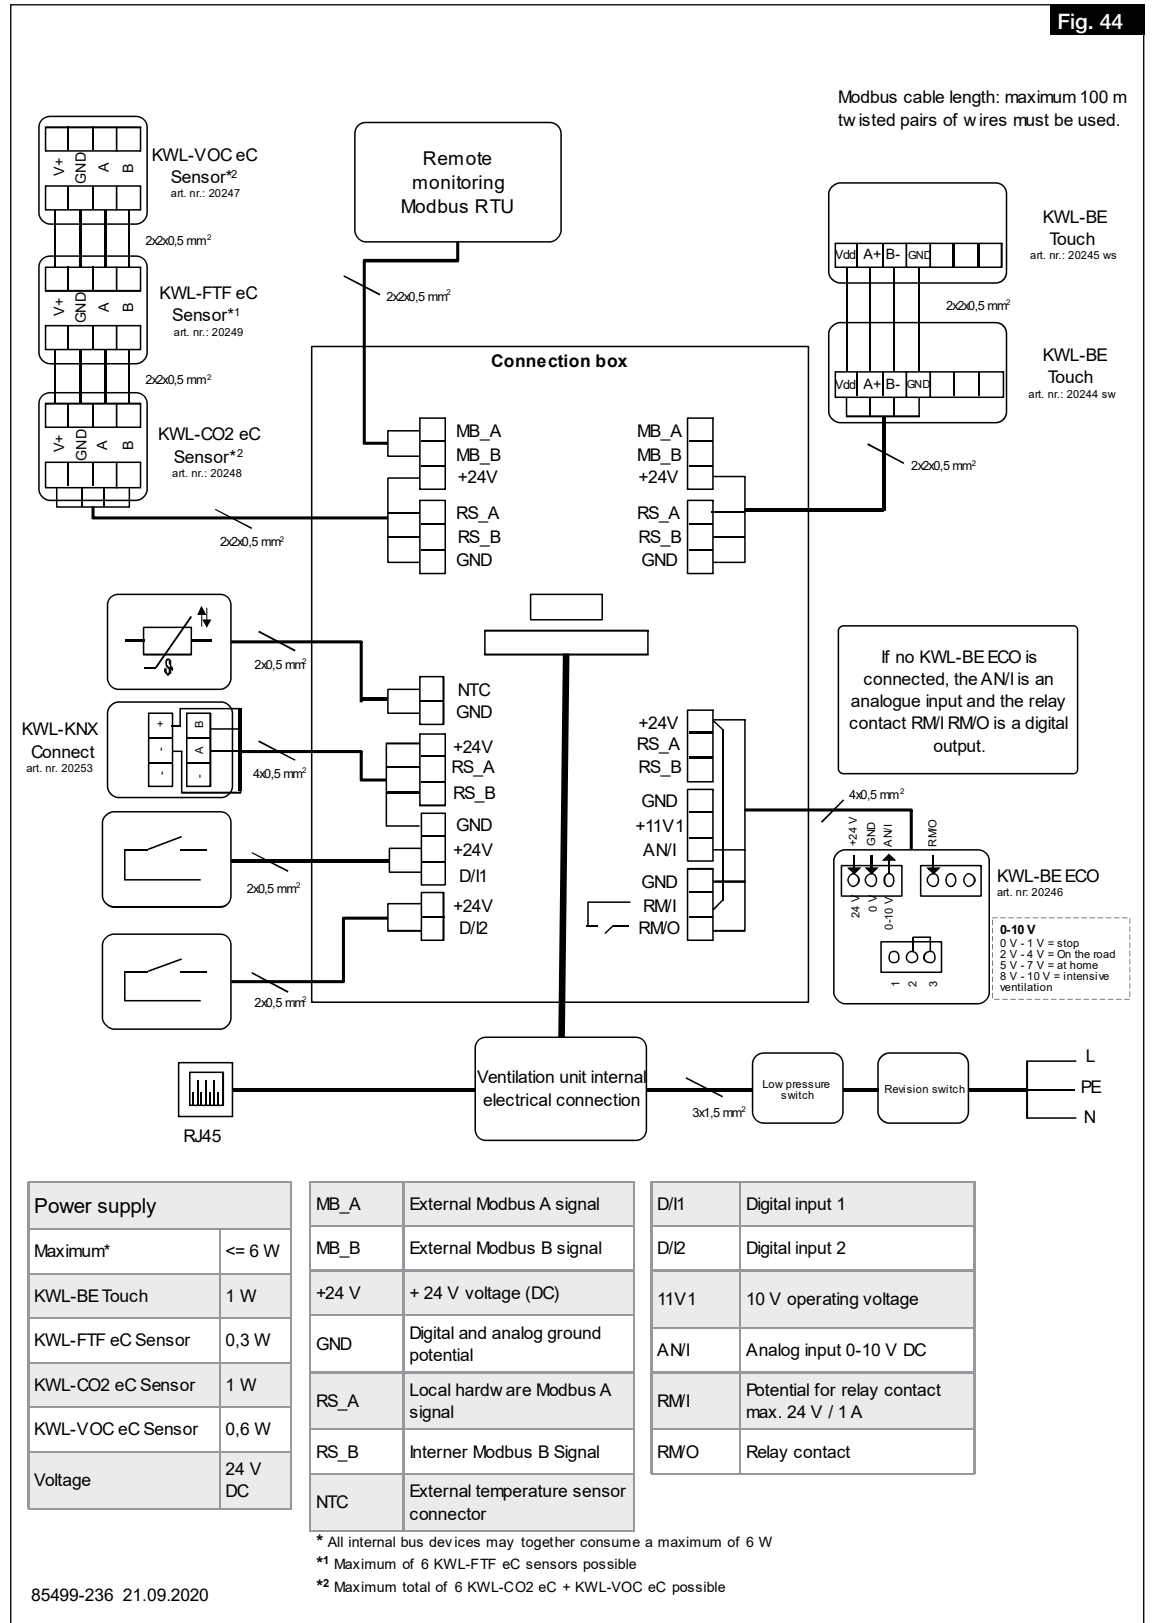 Fig. 44
Modbus cable length: maximum 100 m
twisted pairs of wires must be used.
V+
GND
A
B
KWL-VOC eC
Sensor*2
art. nr.: 20247
2x2x0,5 mm2
V+
GND
A
B
KWL-FTF eC
Sensor*1
art. nr.: 20249
2x2x0,5 mm2
V+
GND
A
B
KWL-CO2 eC
Sensor*2
art. nr.: 20248
2x2x0,5 mm2
Remote
monitoring
Modbus RTU
2x2x0,5 mm2
Vdd A+ B- GND
KWL-BE
Touch
art. nr.: 20245 ws
2x2x0,5 mm2
Vdd A+ B- GND
KWL-BE
Touch
art. nr.: 20244 sw
2x2x0,5 mm2
Connection box
MB_A
MB_B
+24V
RS_A
RS_B
GND
MB_A
MB_B
+24V
RS_A
RS_B
GND
2x0,5 mm2
NTC
GND
KWL-KNX
Connect
art. nr. 20253
+
-
-
B
A
-
4x0,5 mm2
+24V
RS_A
RS_B
GND
+24V
D/I1
2x0,5 mm2
+24V
D/I2
2x0,5 mm2
+24V
RS_A
RS_B
GND
+11V1
AN/I
GND
RM/I
RM/O
If no KWL-BE ECO is
connected, the AN/I is an
analogue input and the relay
contact RM/I RM/O is a digital
output.
4x0,5 mm2
+24 V
GND
AN/I
RM/O
24 V
0 V
0-10 V
1
2
3
KWL-BE ECO
art. nr: 20246
0-10 V
0 V - 1 V = stop
2 V - 4 V = On the road
5 V - 7 V = at home
8 V - 10 V = intensive
ventilation
RJ45
Ventilation unit internal
electrical connection
3x1,5 mm2
Low pressure
switch
Revision switch
L
PE
N
Power supply
Maximum* <= 6 W
KWL-BE Touch 1 W
KWL-FTF eC Sensor 0,3 W
KWL-CO2 eC Sensor 1 W
KWL-VOC eC Sensor 0,6 W
Voltage 24 V
DC
MB_A External Modbus A signal
MB_B External Modbus B signal
+24 V + 24 V voltage (DC)
GND Digital and analog ground
potential
RS_A Local hardware Modbus A
signal
RS_B Interner Modbus B Signal
NTC External temperature sensor
connector
D/I1 Digital input 1
D/I2 Digital input 2
11V1 10 V operating voltage
AN/I Analog input 0-10 V DC
RM/I Potential for relay contact
max. 24 V / 1 A
RM/O Relay contact
* All internal bus devices may together consume a maximum of 6 W
*1 Maximum of 6 KWL-FTF eC sensors possible
*2 Maximum total of 6 KWL-CO2 eC + KWL-VOC eC possible
85499-236 21.09.2020